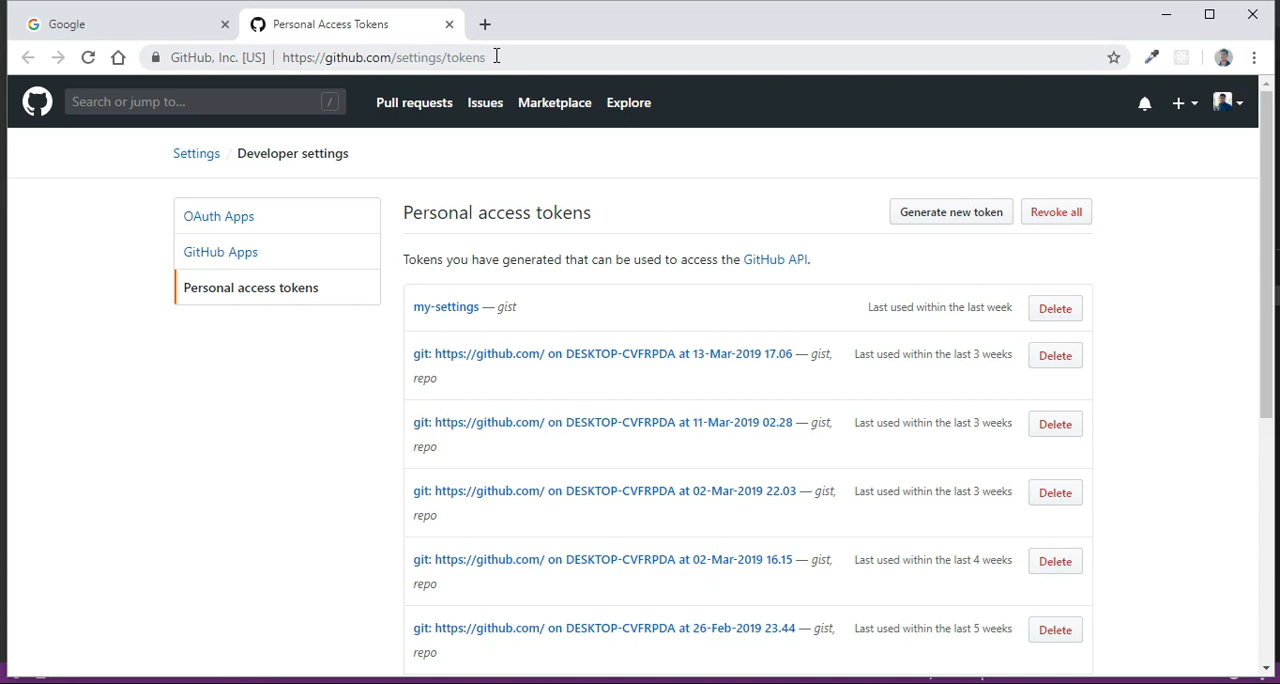 Google
Personal Access Tokens
GitHub, Inc. [US]
https://github.com/settings/tokens
Search or jump to...
/
Pull requests
Issues
Marketplace
Explore
Settings / Developer settings
OAuth Apps
GitHub Apps
Personal access tokens
Personal access tokens
Generate new token
Revoke all
Tokens you have generated that can be used to access the GitHub API.
my-settings — gist
Last used within the last week
Delete
git: https://github.com/ on DESKTOP-CVFRPDA at 13-Mar-2019 17.06 — gist,
repo
Last used within the last 3 weeks
Delete
git: https://github.com/ on DESKTOP-CVFRPDA at 11-Mar-2019 02.28 — gist,
repo
Last used within the last 3 weeks
Delete
git: https://github.com/ on DESKTOP-CVFRPDA at 02-Mar-2019 22.03 — gist,
repo
Last used within the last 3 weeks
Delete
git: https://github.com/ on DESKTOP-CVFRPDA at 02-Mar-2019 16.15 — gist,
repo
Last used within the last 4 weeks
Delete
git: https://github.com/ on DESKTOP-CVFRPDA at 26-Feb-2019 23.44 — gist,
repo
Last used within the last 5 weeks
Delete